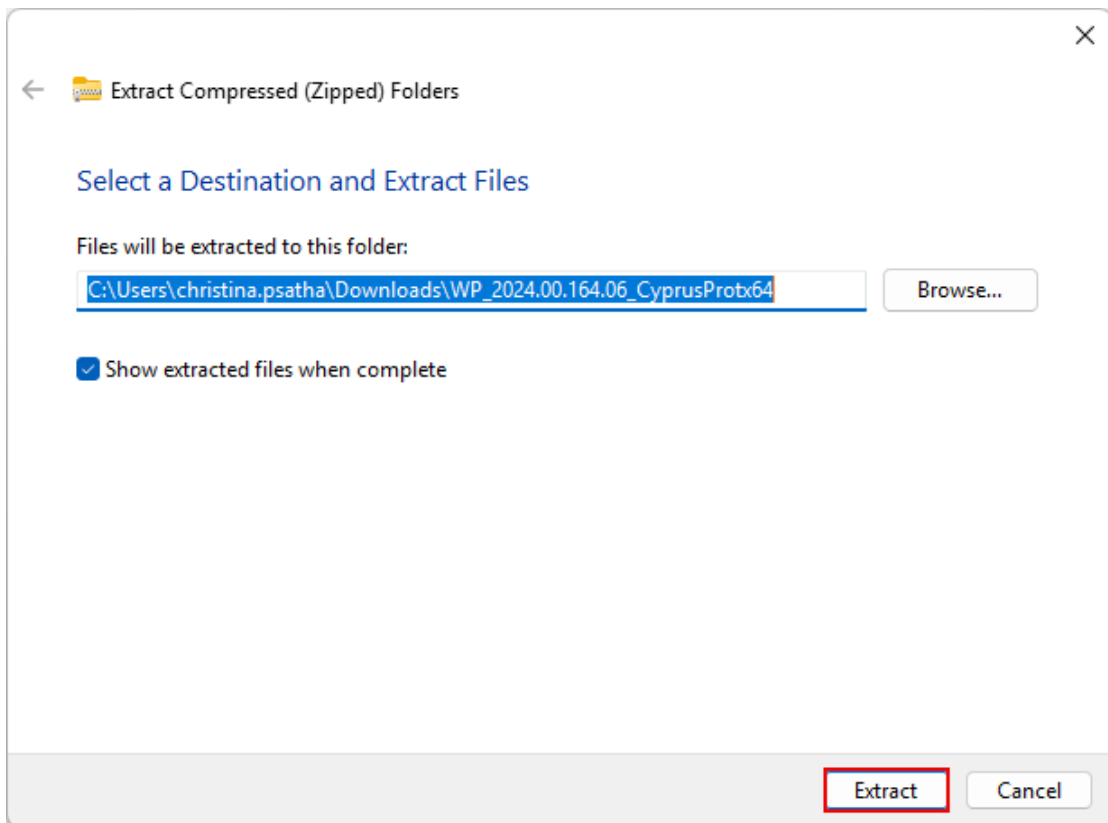 Extract Compressed (Zipped) Folders
Select a Destination and Extract Files
Files will be extracted to this folder:
C:\Users\christina.psatha\Downloads\WP_2024.00.164.06_CyprusProtx64
Browse...
Show extracted files when complete
Extract
Cancel